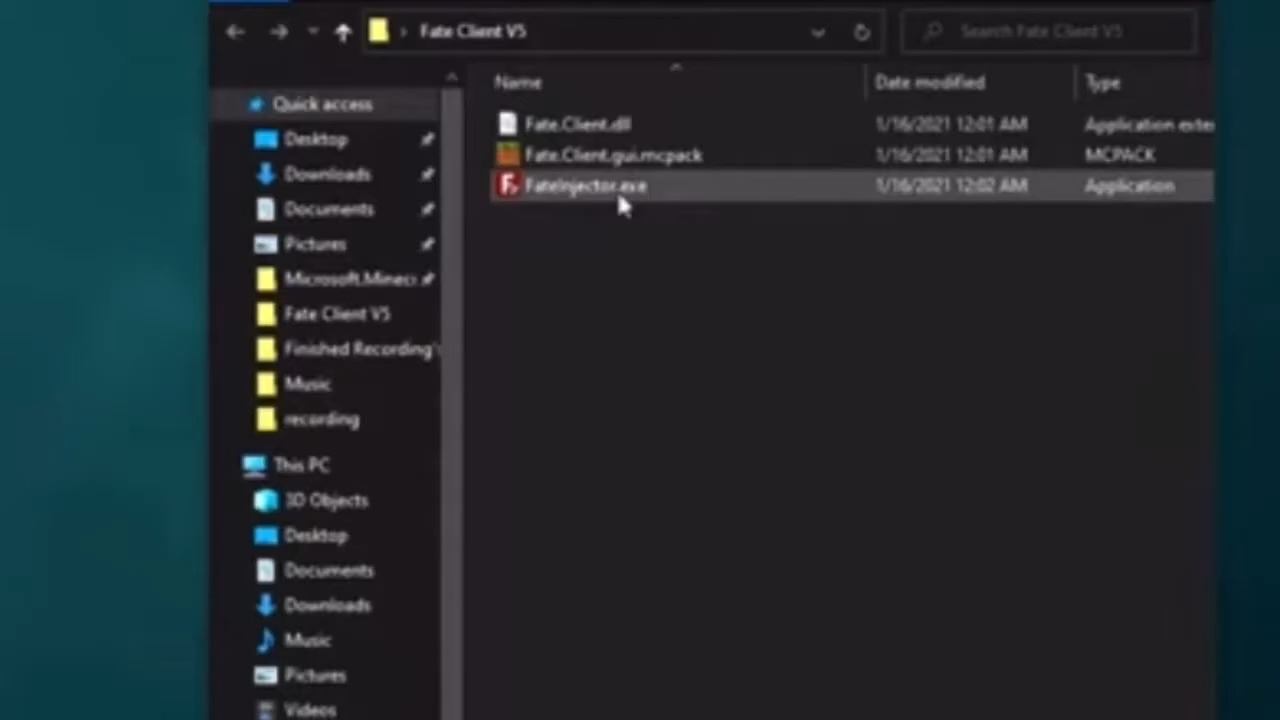 Fate Client V5
Search Fate Client V5
Name
Date modified
Type
Quick access
Desktop
Downloads
Documents
Pictures
Microsoft.Minec
Fate Client V5
Finished Recording'
Music
recording
This PC
3D Objects
Desktop
Documents
Downloads
Music
Pictures
Videos
Fate.Client.dll 1/16/2021 12:01 AM Application exte
Fate.Client.gui.mcpack 1/16/2021 12:01 AM MCPACK
FateInjector.exe 1/16/2021 12:02 AM Application